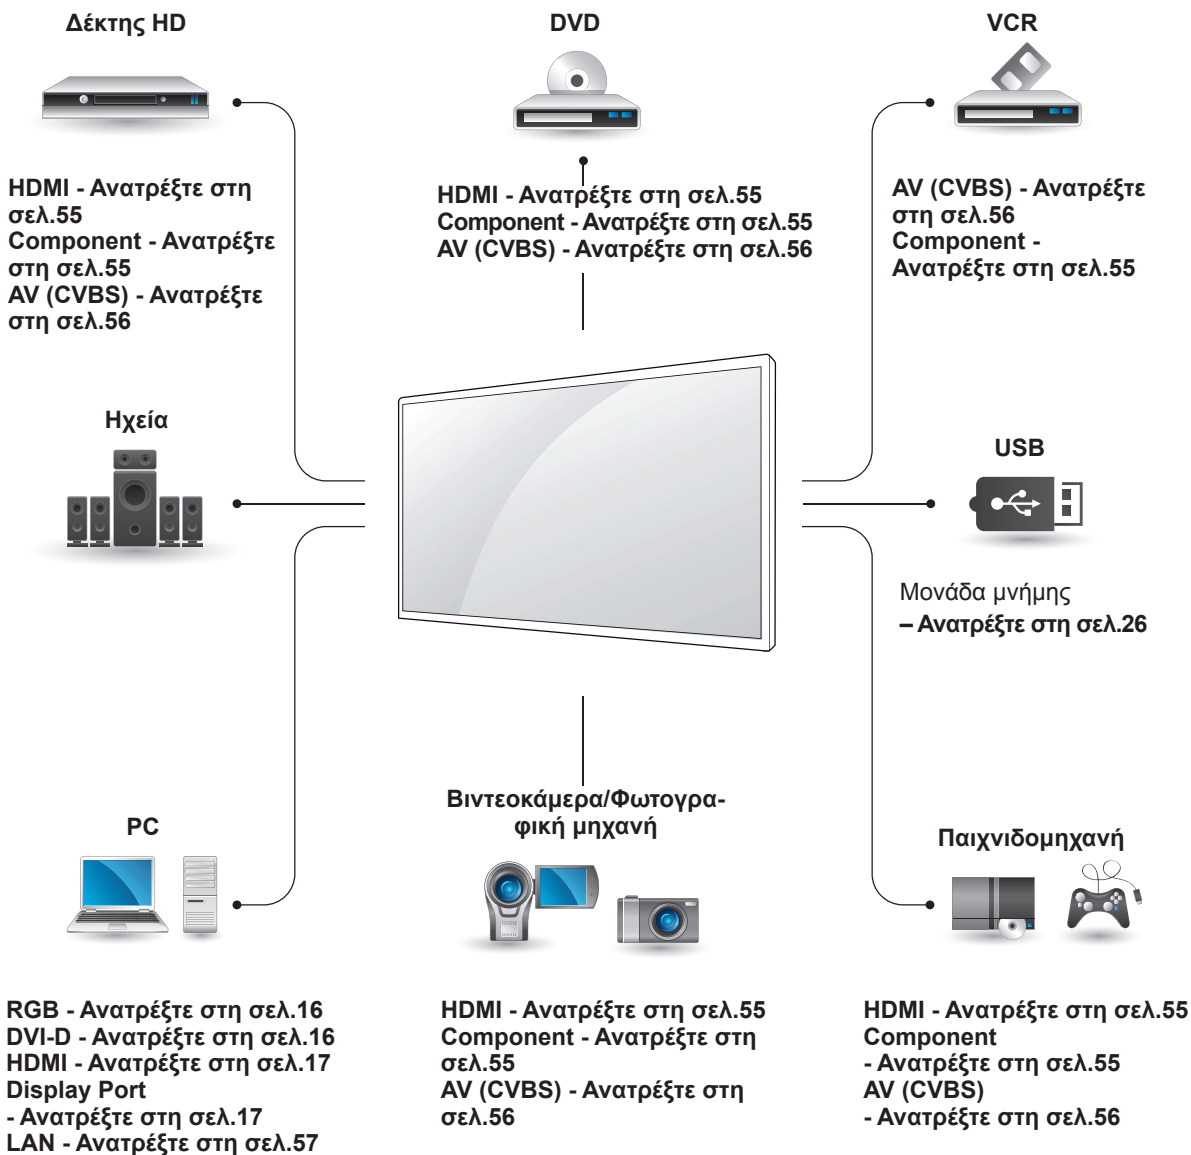 Δέκτης HD
HDMI - Ανατρέξτε στη
σελ.55
Component - Ανατρέξτε
στη σελ.55
AV (CVBS) - Ανατρέξτε
στη σελ.56
DVD
HDMI - Ανατρέξτε στη σελ.55
Component - Ανατρέξτε στη σελ.55
AV (CVBS) - Ανατρέξτε στη σελ.56
VCR
AV (CVBS) - Ανατρέξτε
στη σελ.56
Component -
Ανατρέξτε στη σελ.55
Ηχεία
USB
Μονάδα μνήμης
– Ανατρέξτε στη σελ.26
PC
RGB - Ανατρέξτε στη σελ.16
DVI-D - Ανατρέξτε στη σελ.16
HDMI - Ανατρέξτε στη σελ.17
Display Port
- Ανατρέξτε στη σελ.17
LAN - Ανατρέξτε στη σελ.57
Βιντεοκάμερα/Φωτογρα-
φική μηχανή
HDMI - Ανατρέξτε στη σελ.55
Component - Ανατρέξτε στη
σελ.55
AV (CVBS) - Ανατρέξτε στη
σελ.56
Παιχνιδομηχανή
HDMI - Ανατρέξτε στη σελ.55
Component
- Ανατρέξτε στη σελ.55
AV (CVBS)
- Ανατρέξτε στη σελ.56